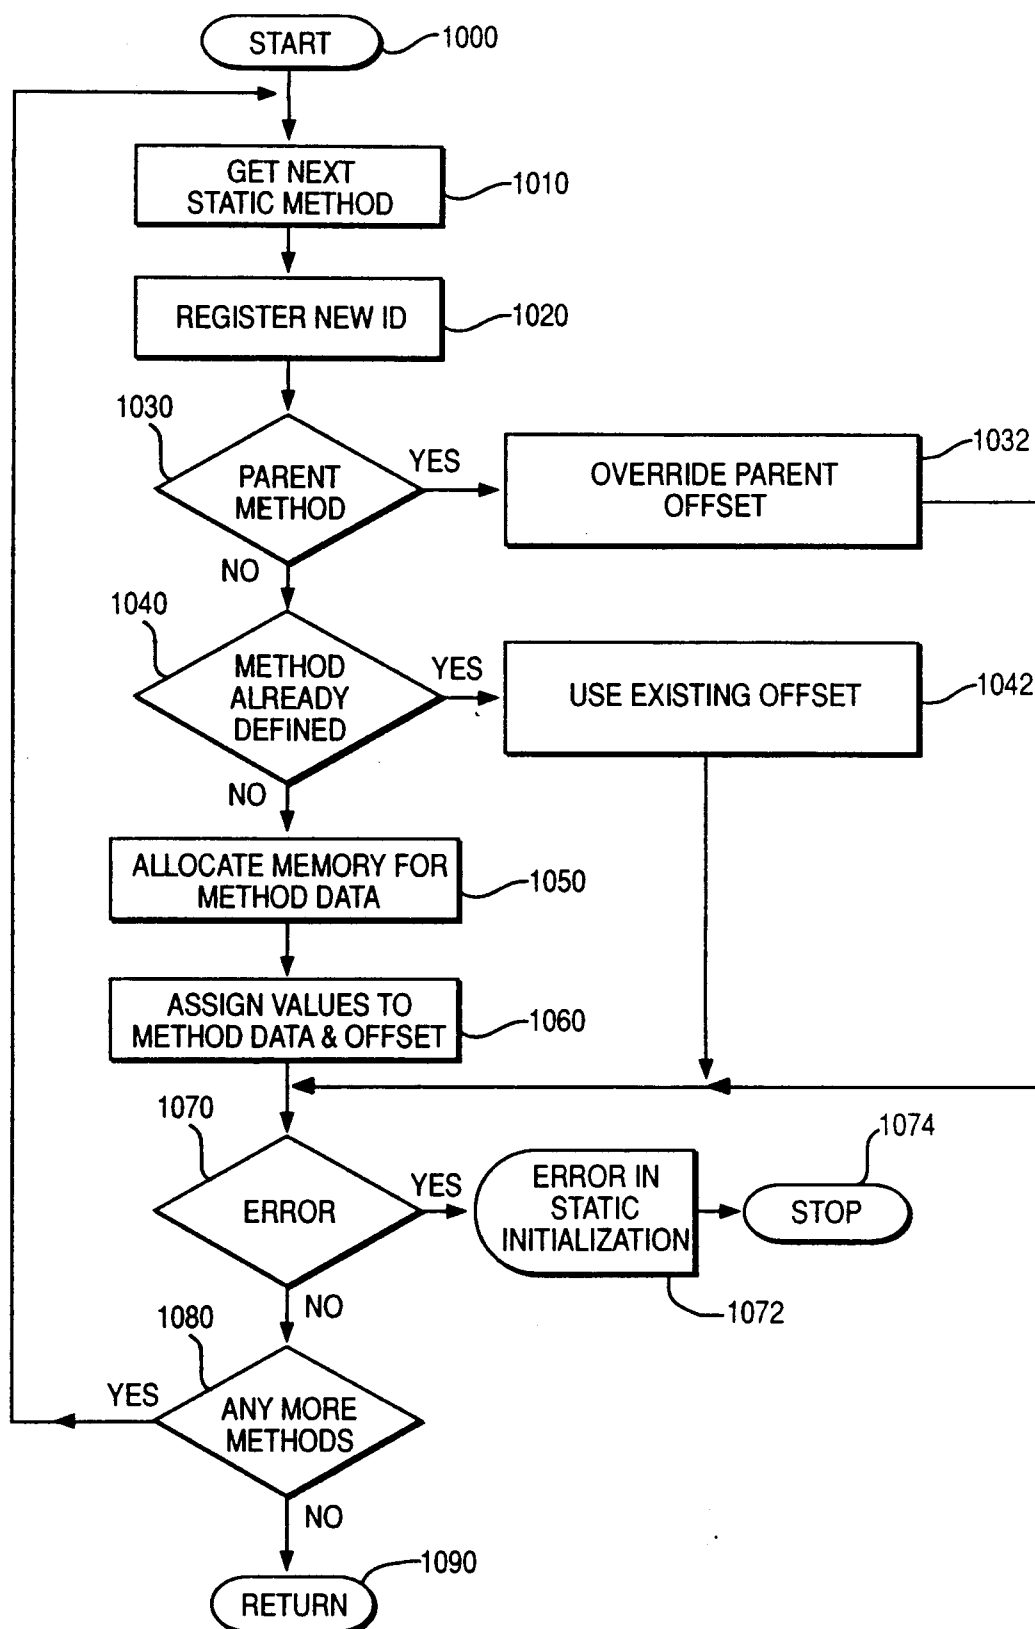 START
1000
GET NEXT
STATIC METHOD
1010
REGISTER NEW ID
1020
1030
PARENT
METHOD
YES
OVERRIDE PARENT
OFFSET
1032
NO
1040
METHOD
ALREADY
DEFINED
YES
USE EXISTING OFFSET
1042
NO
ALLOCATE MEMORY FOR
METHOD DATA
1050
ASSIGN VALUES TO
METHOD DATA & OFFSET
1060
1070
ERROR
YES
ERROR IN
STATIC
INITIALIZATION
1072
STOP
1074
NO
1080
ANY MORE
METHODS
YES
NO
RETURN
1090